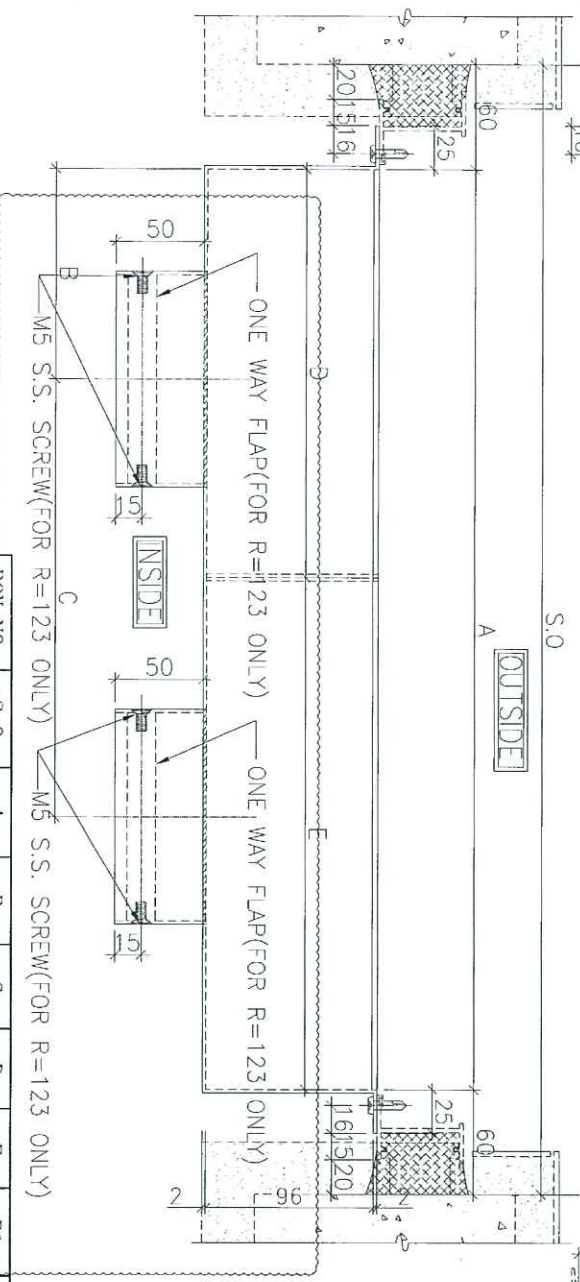 S.O
A
OUTSIDE
60
25
20
15
16
60
25
16
15
20
2
96
2
D
E
ONE WAY FLAP(FOR R=123 ONLY)
ONE WAY FLAP(FOR R=123 ONLY)
50
50
15
15
INSIDE
B
C
M5 S.S. SCREW(FOR R=123 ONLY)
M5 S.S. SCREW(FOR R=123 ONLY)